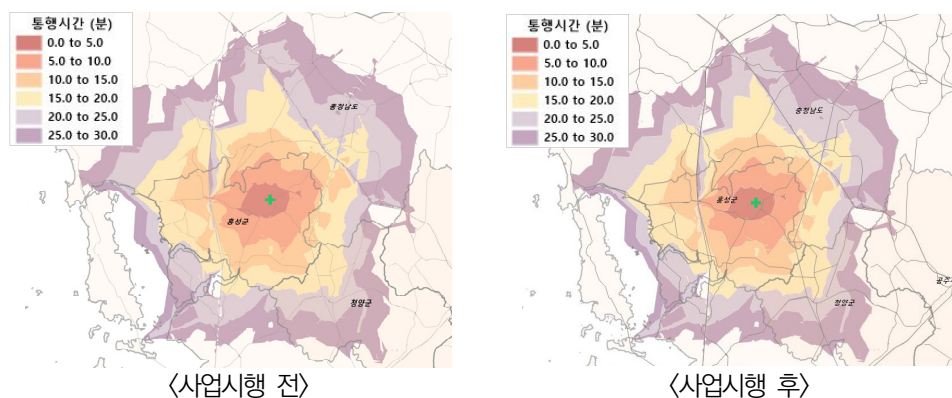 통행시간 (분)
0.0 to 5.0
5.0 to 10.0
10.0 to 15.0
15.0 to 20.0
20.0 to 25.0
25.0 to 30.0
충청남도
홍성군
청양군
〈사업시행 전〉
통행시간 (분)
0.0 to 5.0
5.0 to 10.0
10.0 to 15.0
15.0 to 20.0
20.0 to 25.0
25.0 to 30.0
충청남도
홍성군
청양군
공주
〈사업시행 후〉